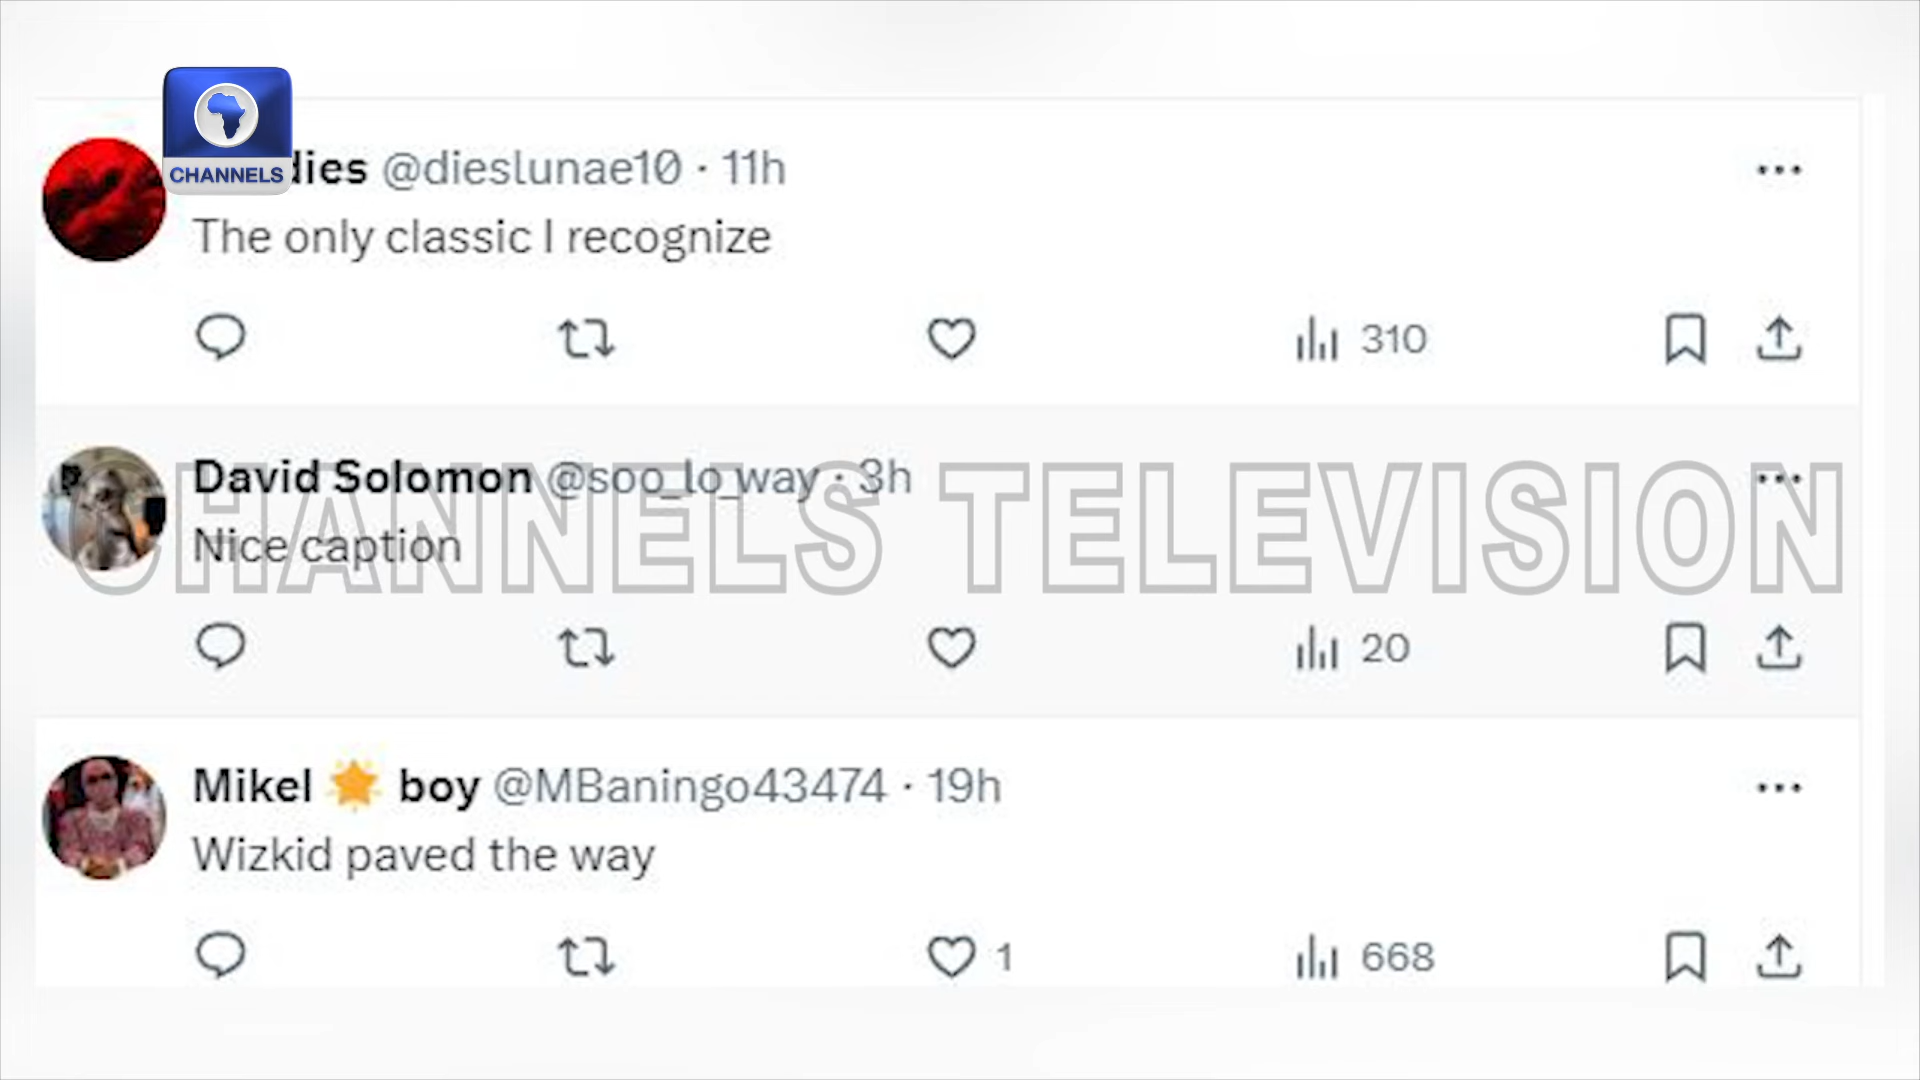 CHANNELS
dies @dieslunae10 · 11h
The only classic I recognize
310
David Solomon @soo_lo_way · 3h
Nice caption
20
CHANNELS TELEVISION
Mikel 🌟 boy @MBaningo43474 · 19h
Wizkid paved the way
1 668